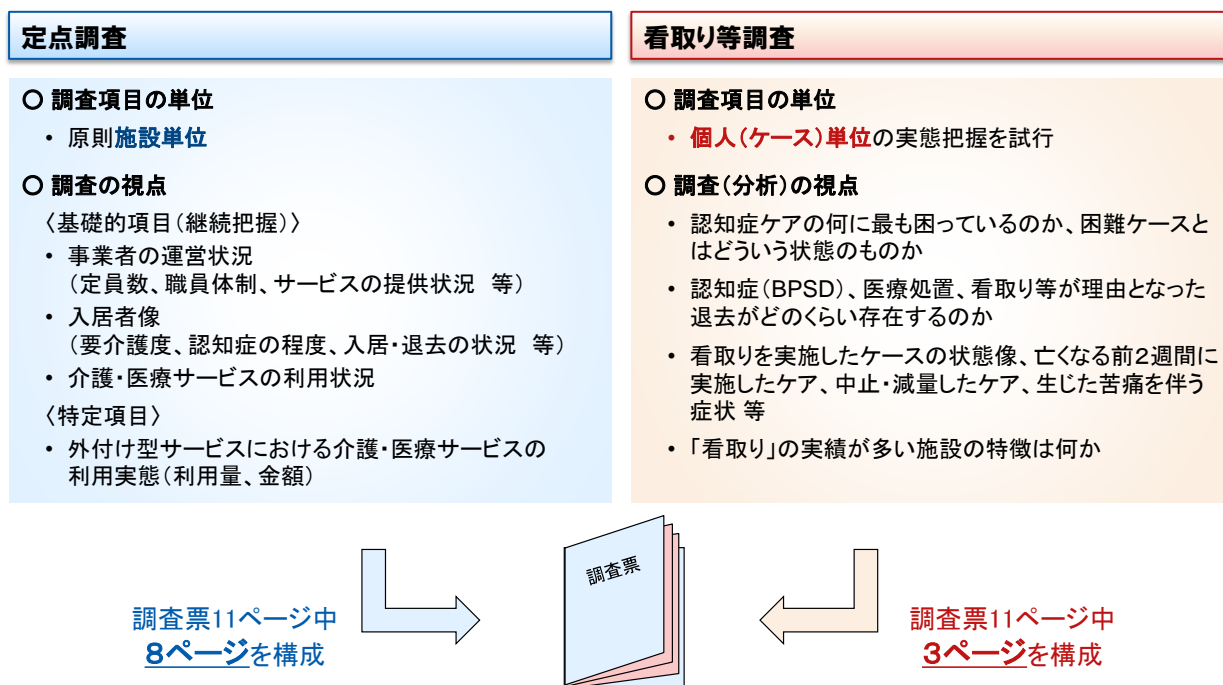 定点調査
○ 調査項目の単位
・ 原則施設単位
○ 調査の視点
〈基礎的項目(継続把握)〉
・ 事業者の運営状況
(定員数、職員体制、サービスの提供状況 等)
・ 入居者像
(要介護度、認知症の程度、入居・退去の状況 等)
・ 介護・医療サービスの利用状況
〈特定項目〉
・ 外付け型サービスにおける介護・医療サービスの
利用実態(利用量、金額)
看取り等調査
○ 調査項目の単位
・ 個人(ケース)単位の実態把握を試行
○ 調査(分析)の視点
・ 認知症ケアの何に最も困っているのか、困難ケースと
はどういう状態のものか
・ 認知症(BPSD)、医療処置、看取り等が理由となった
退去がどのくらい存在するのか
・ 看取りを実施したケースの状態像、亡くなる前2週間に
実施したケア、中止・減量したケア、生じた苦痛を伴う
症状 等
・ 「看取り」の実績が多い施設の特徴は何か
調査票11ページ中
8ページを構成
調査票
調査票11ページ中
3ページを構成